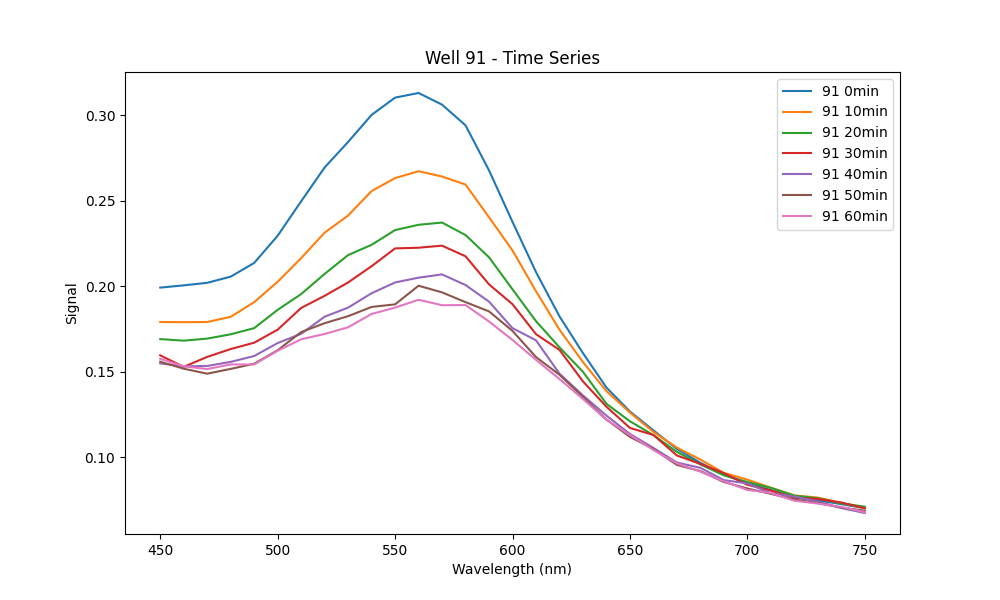 Well 91 - Time Series
91 0min
91 10min
91 20min
91 30min
91 40min
91 50min
91 60min
Signal
0.30
0.25
0.20
0.15
0.10
450 500 550 600 650 700 750
Wavelength (nm)